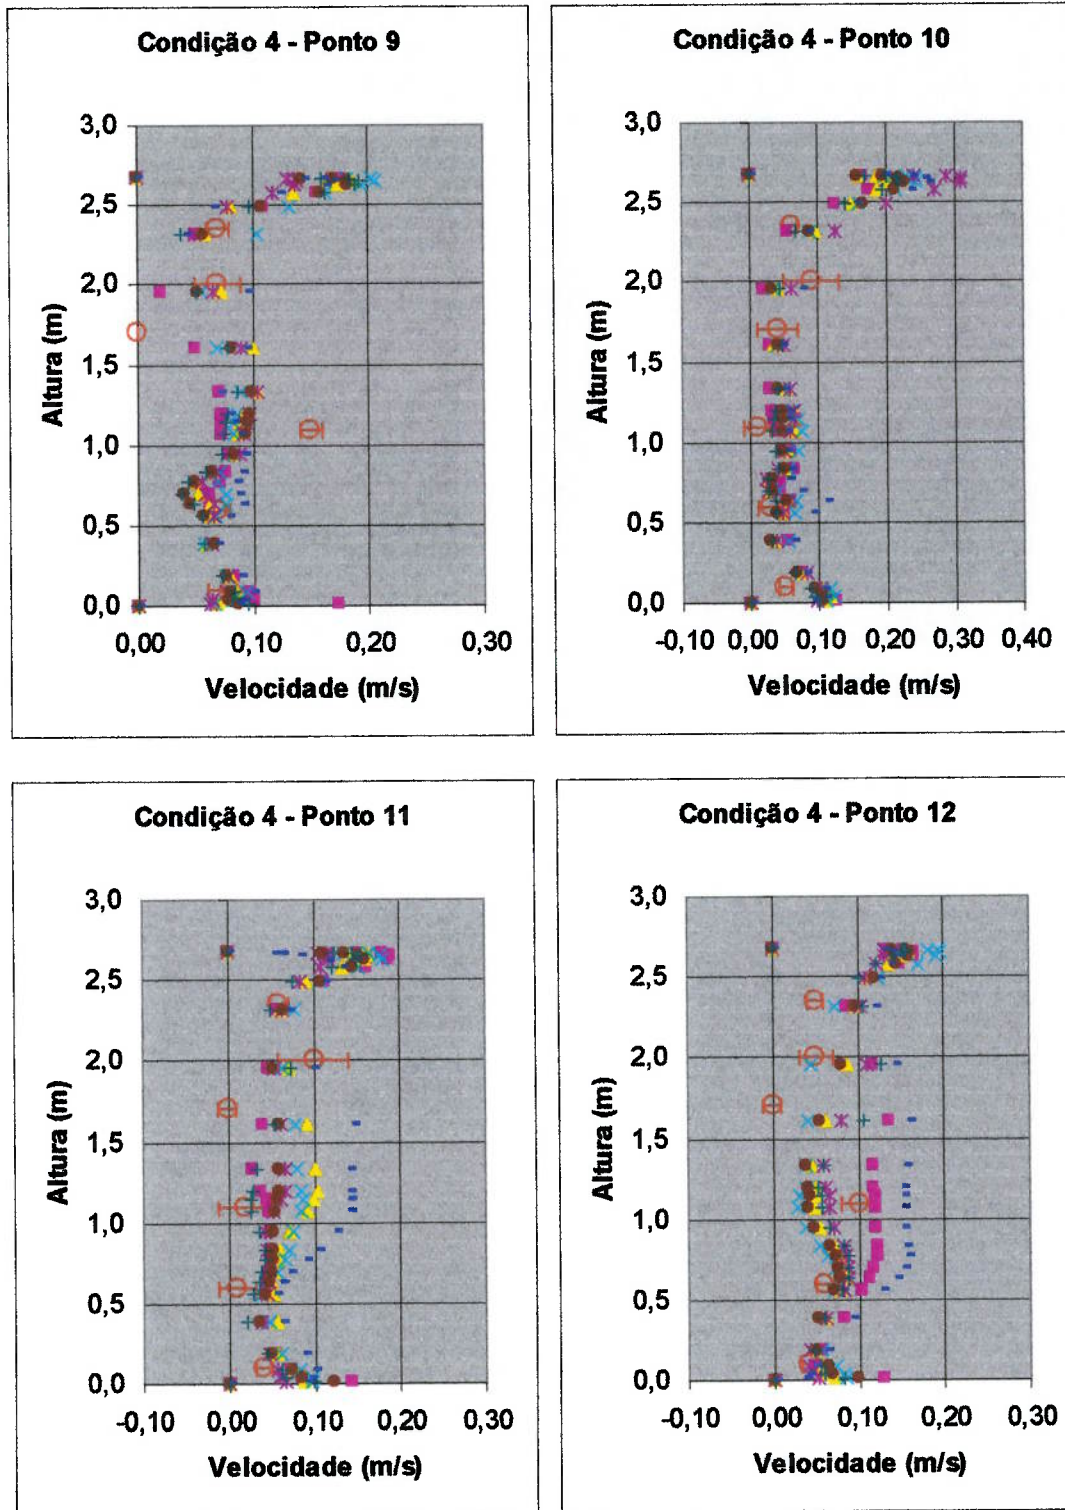 Condição 4 - Ponto 9
3,0
2,5
2,0
1,5
1,0
0,5
0,0
Altura (m)
0,00 0,10 0,20 0,30
Velocidade (m/s)
Condição 4 - Ponto 10
3,0
2,5
2,0
1,5
1,0
0,5
0,0
Altura (m)
-0,10 0,00 0,10 0,20 0,30 0,40
Velocidade (m/s)
Condição 4 - Ponto 11
3,0
2,5
2,0
1,5
1,0
0,5
0,0
Altura (m)
-0,10 0,00 0,10 0,20 0,30
Velocidade (m/s)
Condição 4 - Ponto 12
3,0
2,5
2,0
1,5
1,0
0,5
0,0
Altura (m)
-0,10 0,00 0,10 0,20 0,30
Velocidade (m/s)